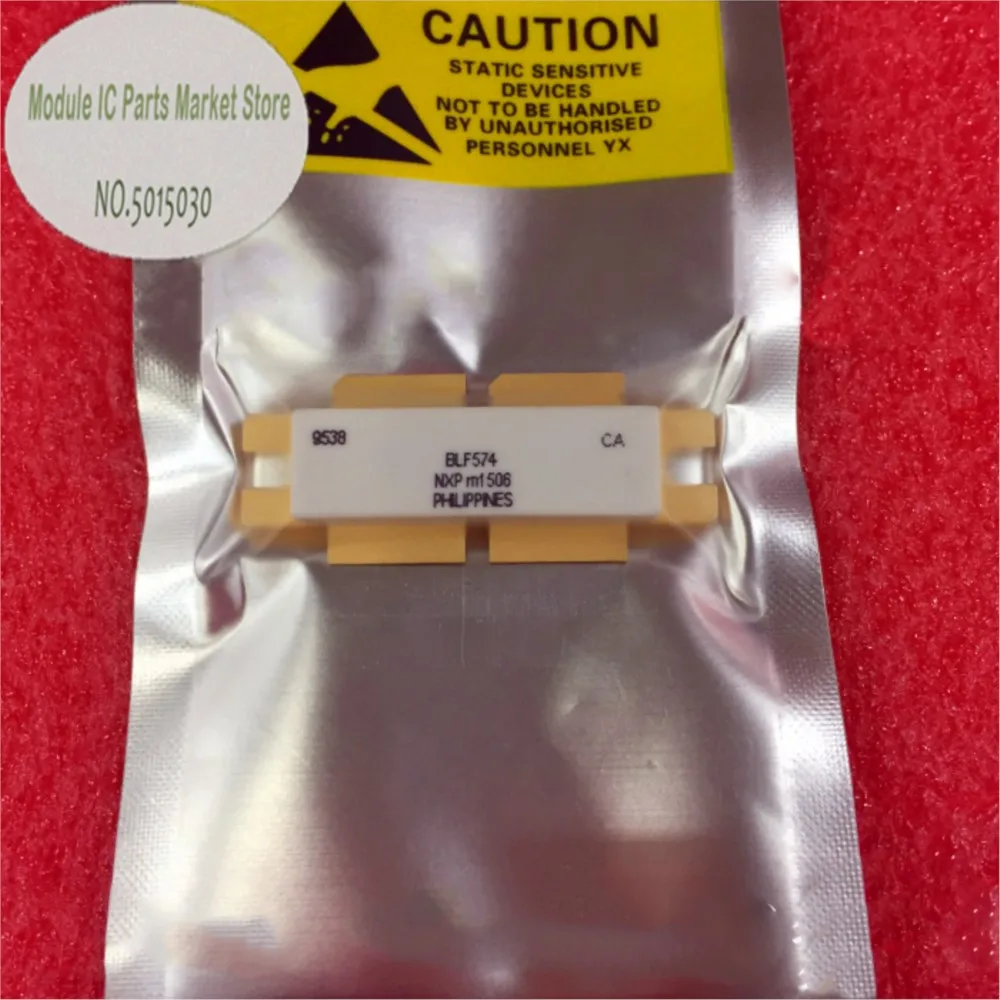 Module IC Parts Market Store
NO.5015030
CAUTION
STATIC SENSITIVE
DEVICES
NOT TO BE HANDLED
BY UNAUTHORISED
PERSONNEL YX
9538
CA
BLF574
NXP m1506
PHILIPPINES